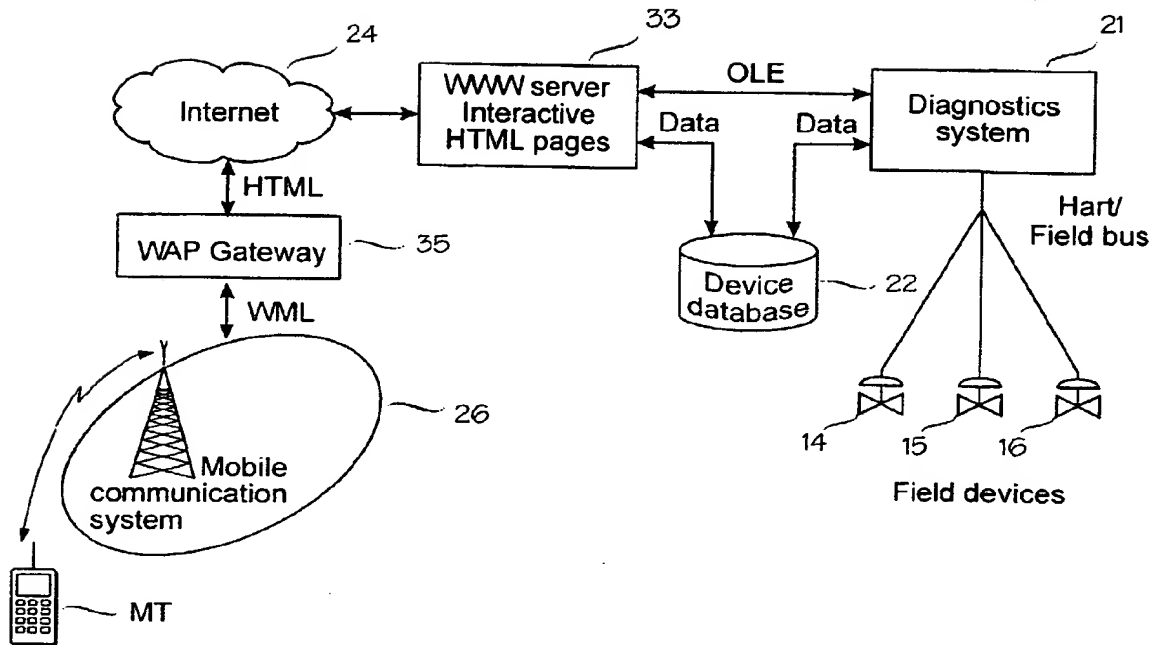 24
33
21
Internet
WWW server
Interactive
HTML pages
OLE
Data
Data
Diagnostics
system
HTML
WAP Gateway
35
Hart/
Field bus
Device
database
22
WML
26
Mobile
communication
system
14
15
16
Field devices
MT